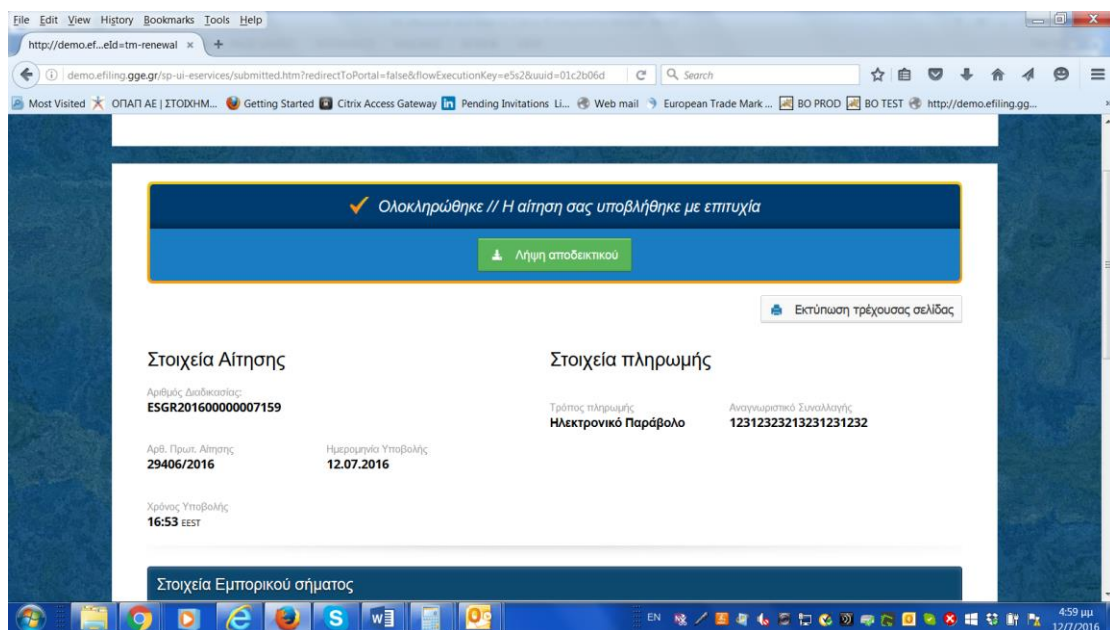 File Edit View History Bookmarks Tools Help
http://demo.ef...eId=tm-renewal × +
demo.efiling.gge.gr/sp-ui-eservices/submitted.htm?redirectToPortal=false&flowExecutionKey=e5s2&uuid=01c2b06d Search
Most Visited ΟΠΑΠ ΑΕ | ΣΤΟΙΧΗΜ... Getting Started Citrix Access Gateway Pending Invitations Li... Web mail European Trade Mark ... BO PROD BO TEST http://demo.efiling.gg...
Ολοκληρώθηκε // Η αίτηση σας υποβλήθηκε με επιτυχία
Λήψη αποδεικτικού
Εκτύπωση τρέχουσας σελίδας
Στοιχεία Αίτησης
Στοιχεία πληρωμής
Αριθμός Διαδικασίας:
ESGR201600000007159
Τρόπος πληρωμής Αναγνωριστικό Συναλλαγής
Ηλεκτρονικό Παράβολο 12312323213231231232
Αρθ. Πρωτ. Αίτησης Ημερομηνία Υποβολής
29406/2016 12.07.2016
Χρόνος Υποβολής
16:53 EEST
Στοιχεία Εμπορικού σήματος
EN
4:59 μμ
12/7/2016